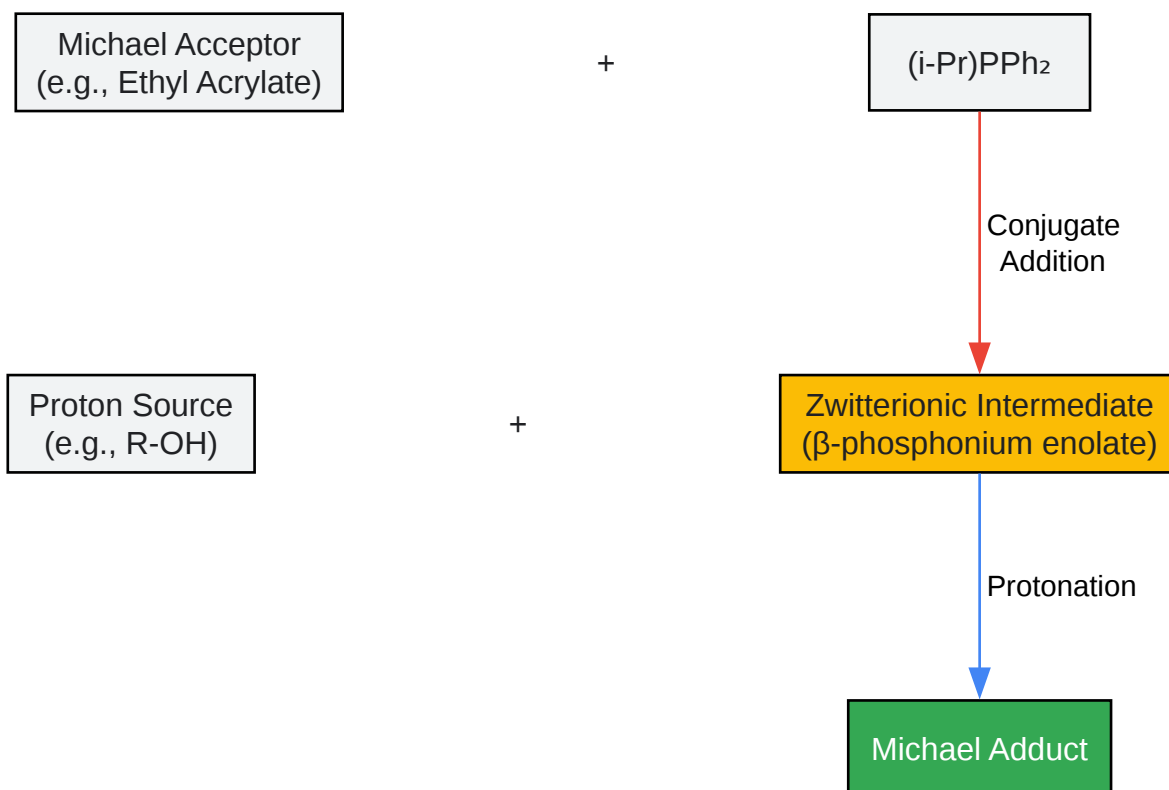 Michael Acceptor
(e.g., Ethyl Acrylate)
+
(i-Pr)PPh₂
Conjugate
Addition
Proton Source
(e.g., R-OH)
+
Zwitterionic Intermediate
(β-phosphonium enolate)
Protonation
Michael Adduct